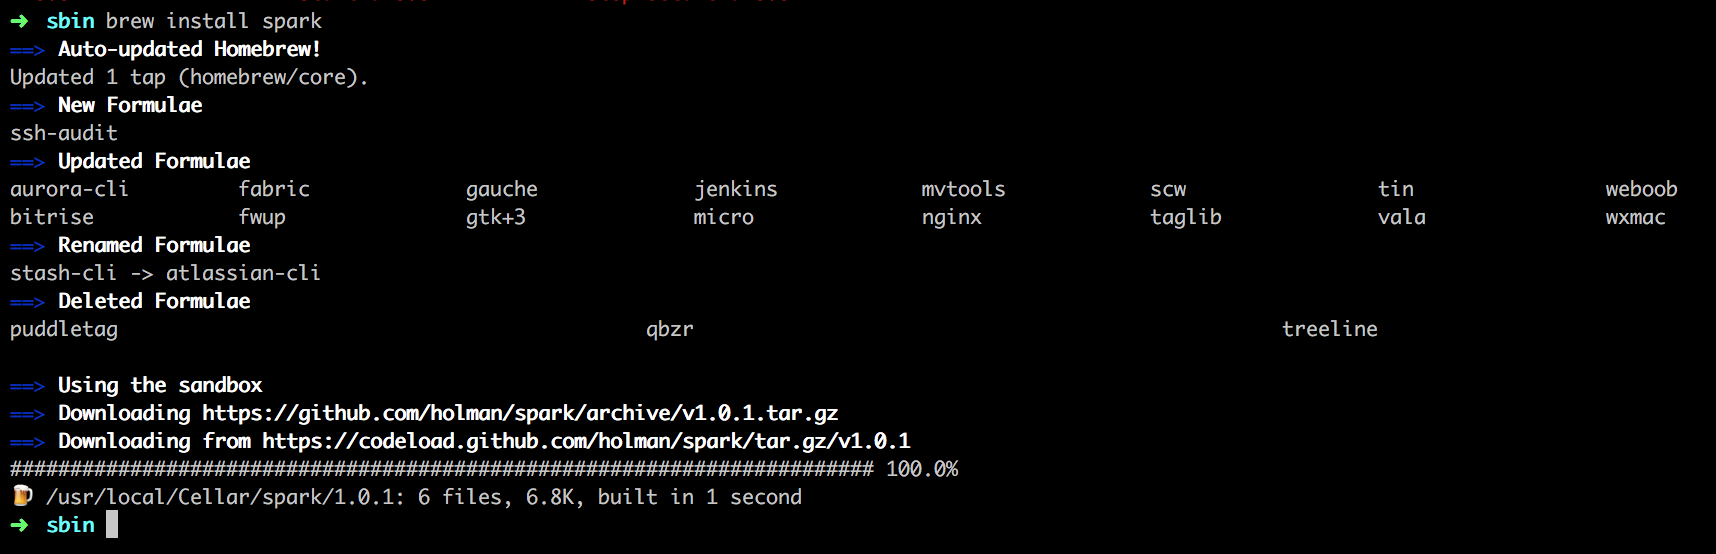 ➜ sbin brew install spark
==> Auto-updated Homebrew!
Updated 1 tap (homebrew/core).
==> New Formulae
ssh-audit
==> Updated Formulae
aurora-cli fabric gauche jenkins mvtools scw tin weboob
bitrise fwup gtk+3 micro nginx taglib vala wxmac
==> Renamed Formulae
stash-cli -> atlassian-cli
==> Deleted Formulae
puddletag qbzr treeline
==> Using the sandbox
==> Downloading https://github.com/holman/spark/archive/v1.0.1.tar.gz
==> Downloading from https://codeload.github.com/holman/spark/tar.gz/v1.0.1
######################################################################## 100.0%
🍺 /usr/local/Cellar/spark/1.0.1: 6 files, 6.8K, built in 1 second
➜ sbin